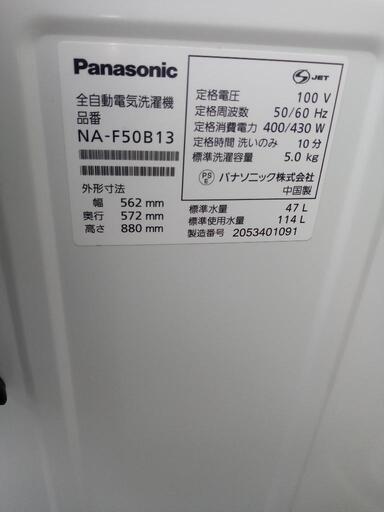 Panasonic
全自動電気洗濯機
品番
NA-F50B13
外形寸法
幅 562 mm
奥行 572 mm
高さ 880 mm
JET
定格電圧 100 V
定格周波数 50/60 Hz
定格消費電力 400/430 W
定格時間 洗いのみ 10分
標準洗濯容量 5.0 kg
PS E パナソニック株式会社
中国製
標準水量 47 L
標準使用水量 114 L
製造番号 2053401091